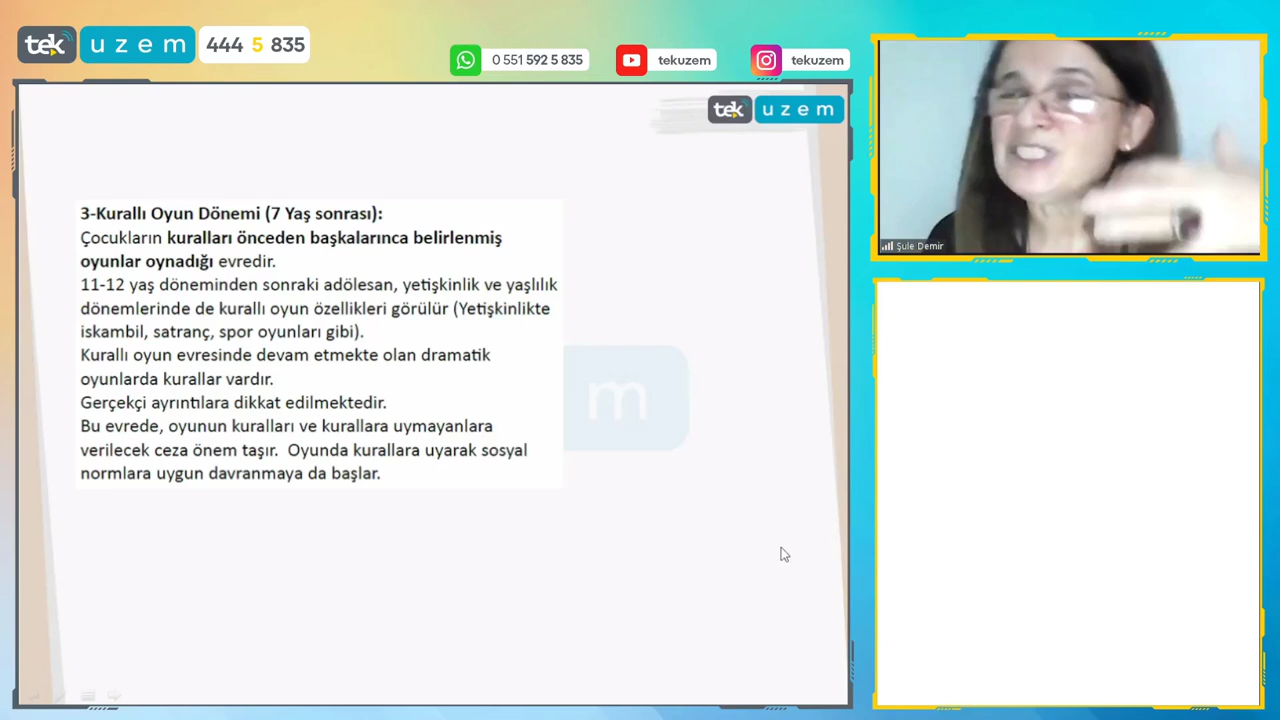 tek uzem 444 5 835
0 551 592 5 835
tekuzem
tekuzem
tek uzem
3-Kurallı Oyun Dönemi (7 Yaş sonrası):
Çocukların kuralları önceden başkalarınca belirlenmiş
oyunlar oynadığı evredir.
11-12 yaş döneminden sonraki adölesan, yetişkinlik ve yaşlılık
dönemlerinde de kurallı oyun özellikleri görülür (Yetişkinlikte
iskambil, satranç, spor oyunları gibi).
Kurallı oyun evresinde devam etmekte olan dramatik
oyunlarda kurallar vardır.
Gerçekçi ayrıntılara dikkat edilmektedir.
Bu evrede, oyunun kuralları ve kurallara uymayanlara
verilecek ceza önem taşır. Oyunda kurallara uyarak sosyal
normlara uygun davranmaya da başlar.
m
Şule Demir